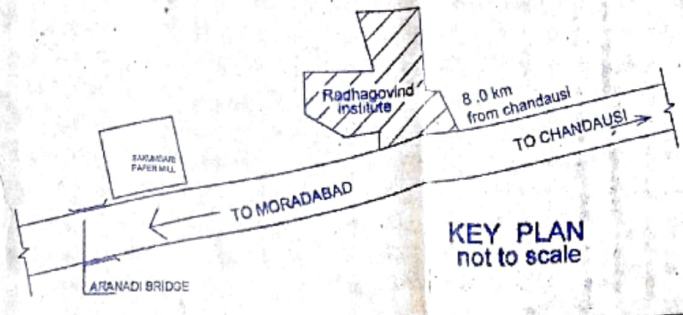 Radhagovind
institute
8.0 km
from chandausi
TO CHANDAUSI
PAPER MILL
TO MORADABAD
KEY PLAN
not to scale
ARANADI BRIDGE